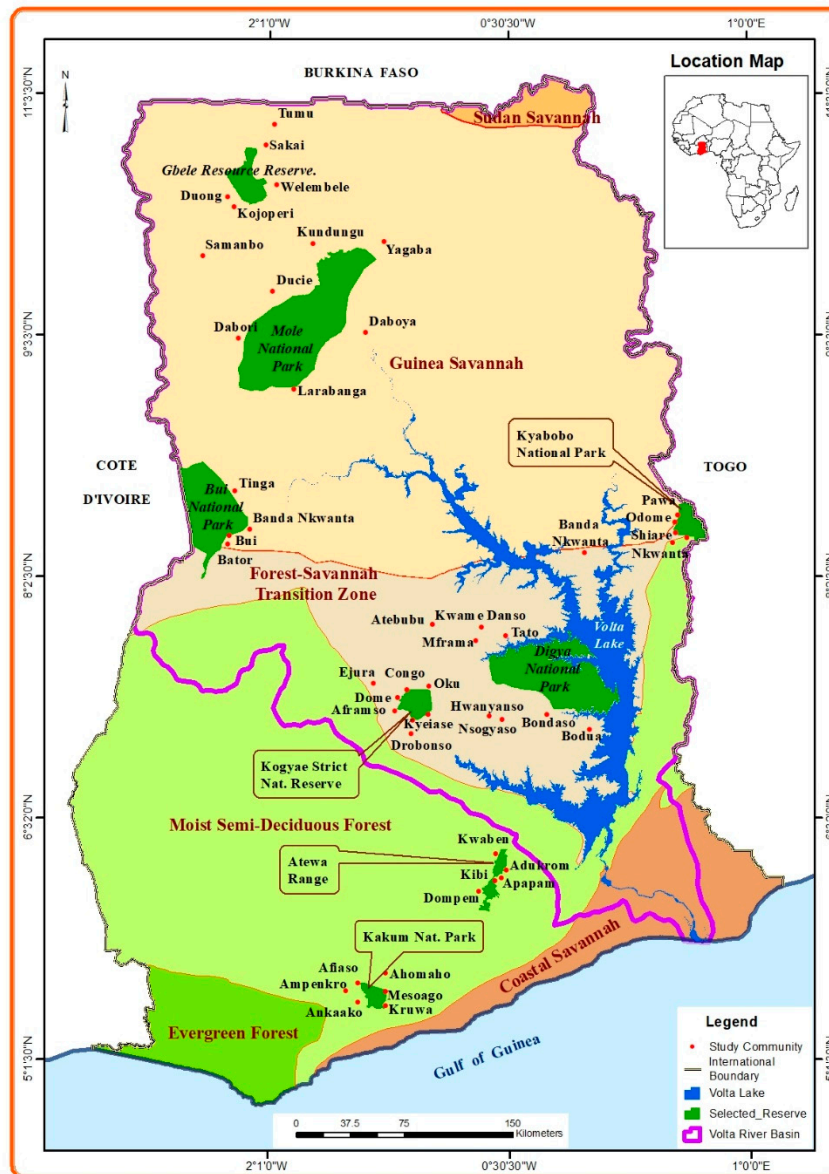 2°1'0"W
0°30'30"W
1°0'0"E
11°3'30"N
BURKINA FASO
Location Map
N
Tumu
Sudan Savannah
Sakai
Gbele Resource Reserve.
Welembele
Duong
Kojoperi
Kundungu
Samanbo
Yagaba
Ducie
Dabori
Daboya
9°33'0"N
Mole
National
Park
Guinea Savannah
Larabanga
Kyabobo
National Park
COTE
D'IVOIRE
TOGO
Tinga
Bui
National
Park
Pawa
Banda Nkwanta
Odome
Banda
Nkwanta
Shiare
Bui
Nkwanta
Bator
8°2'30"N
Forest-Savannah
Transition Zone
Atebubu
Kwame Danso
Mframa
Tato
Volta
Lake
Digya
National
Park
Ejura
Congo
Oku
Dome
Aframso
Hwanyanso
Kyeiase
Nsogyaso
Bondaso
Drobonso
Bodua
Kogyae Strict
Nat. Reserve
6°32'0"N
Moist Semi-Deciduous Forest
Kwaben
Atewa
Range
Adukrom
Kibi
Apapam
Dompem
Kakum Nat. Park
Coastal Savannah
Afiaso
Ahomaho
Ampenkro
Mesoago
Ankaako
Kruwa
Evergreen Forest
Gulf of Guinea
5°1'30"N
Legend
Study Community
International
Boundary
Volta Lake
Selected_Reserve
Volta River Basin
0 37.5 75 150
Kilometers
2°1'0"W
0°30'30"W
1°0'0"E